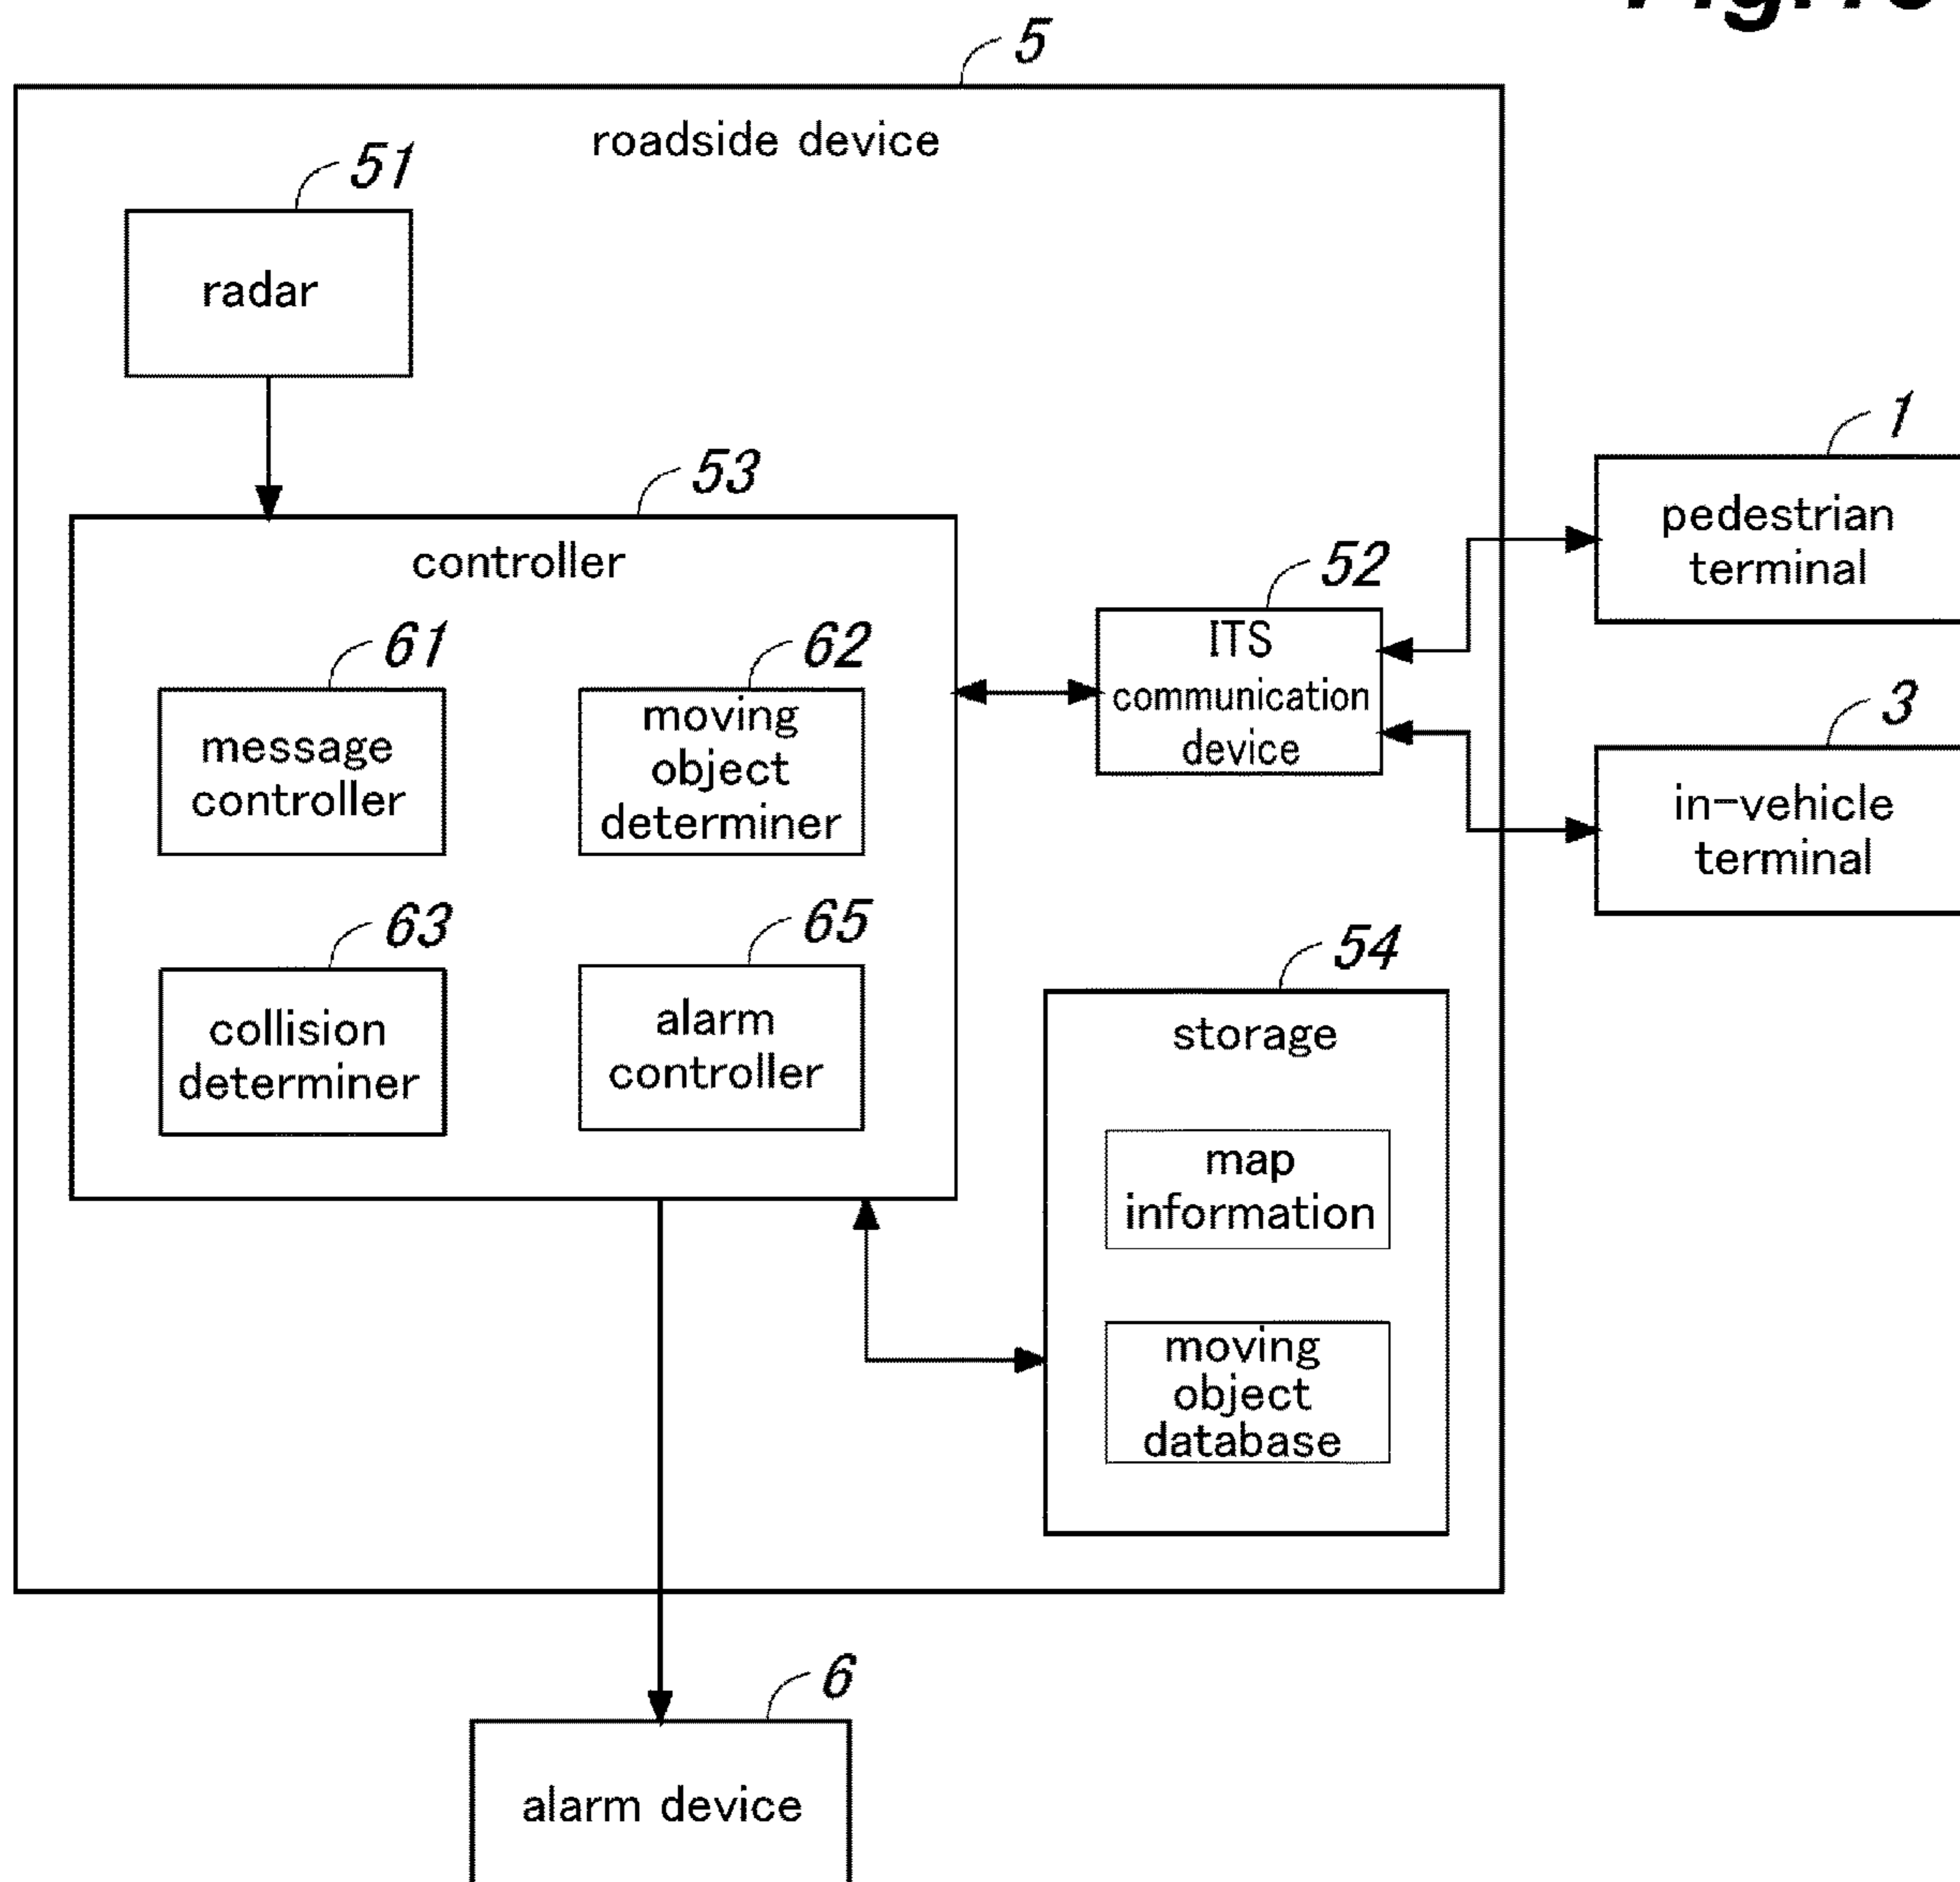 5
roadside device
51
radar
53
controller
61
message
controller
62
moving
object
determiner
63
collision
determiner
65
alarm
controller
52
ITS
communication
device
1
pedestrian
terminal
3
in-vehicle
terminal
54
storage
map
information
moving
object
database
6
alarm device